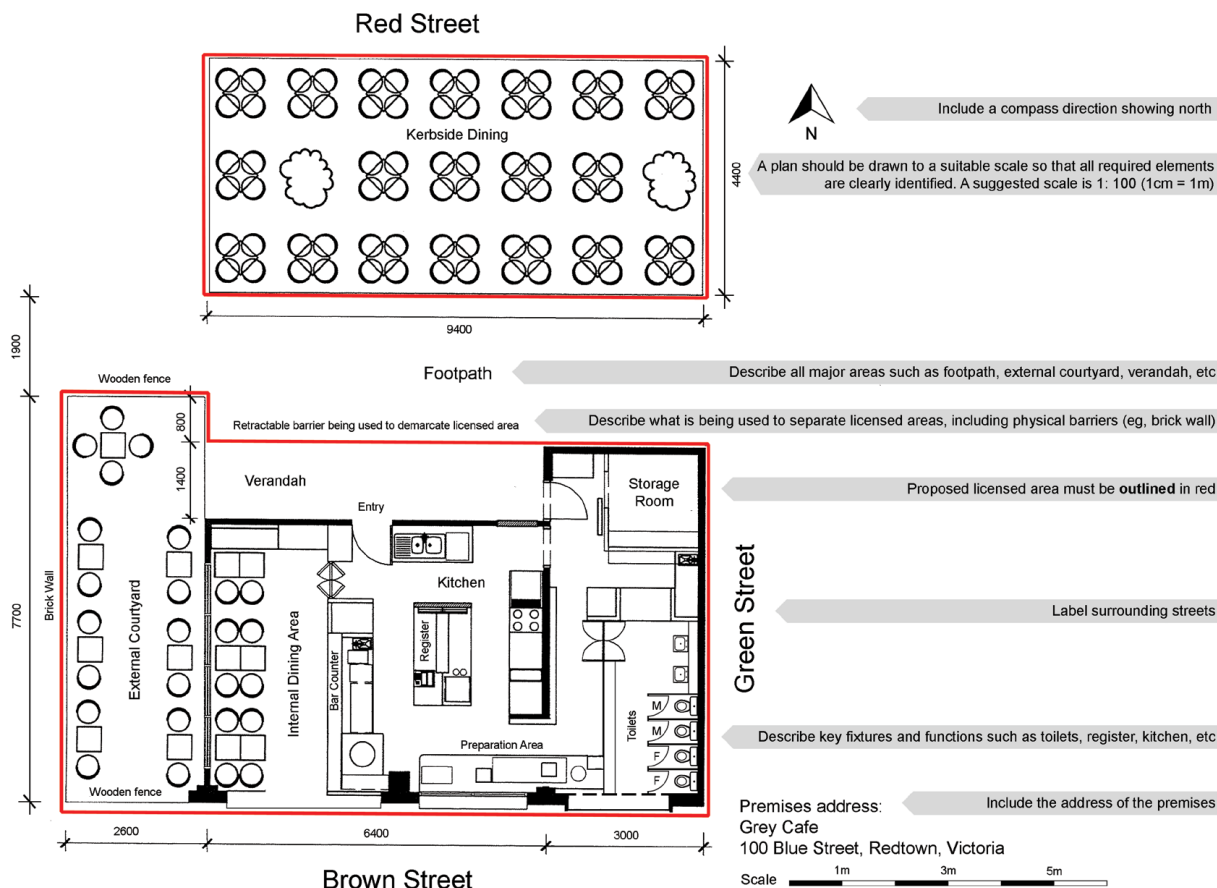 Red Street
Kerbside Dining
N
Include a compass direction showing north
A plan should be drawn to a suitable scale so that all required elements
are clearly identified. A suggested scale is 1: 100 (1cm = 1m)
4400
9400
1900
Wooden fence
Footpath
Describe all major areas such as footpath, external courtyard, verandah, etc
800
Retractable barrier being used to demarcate licensed area
Describe what is being used to separate licensed areas, including physical barriers (eg, brick wall)
1400
Verandah
Entry
Storage
Room
Proposed licensed area must be outlined in red
Kitchen
7700
Brick Wall
External Courtyard
Internal Dining Area
Bar Counter
Register
Green Street
Label surrounding streets
M
M
F
F
Toilets
Describe key fixtures and functions such as toilets, register, kitchen, etc
Preparation Area
Wooden fence
Premises address:
Include the address of the premises
Grey Cafe
100 Blue Street, Redtown, Victoria
2600
6400
3000
Brown Street
Scale
1m
3m
5m